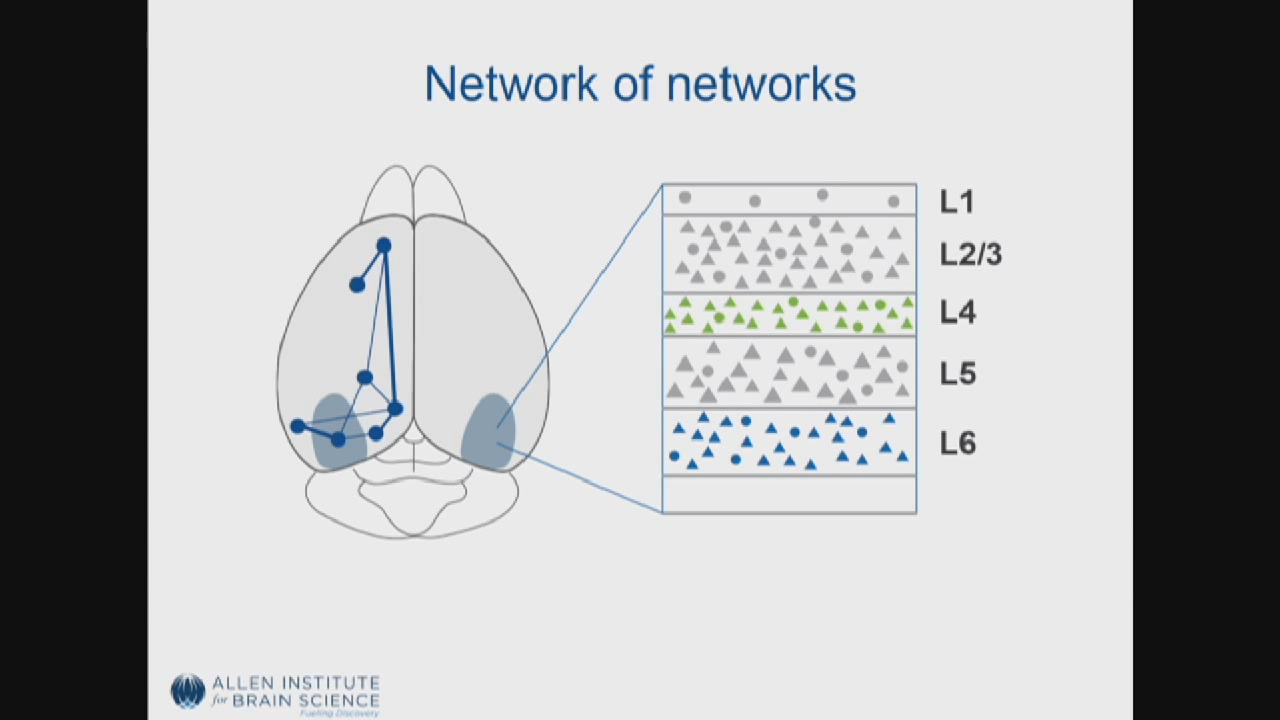 Network of networks
L1
L2/3
L4
L5
L6
ALLEN INSTITUTE
for BRAIN SCIENCE
Fueling Discovery